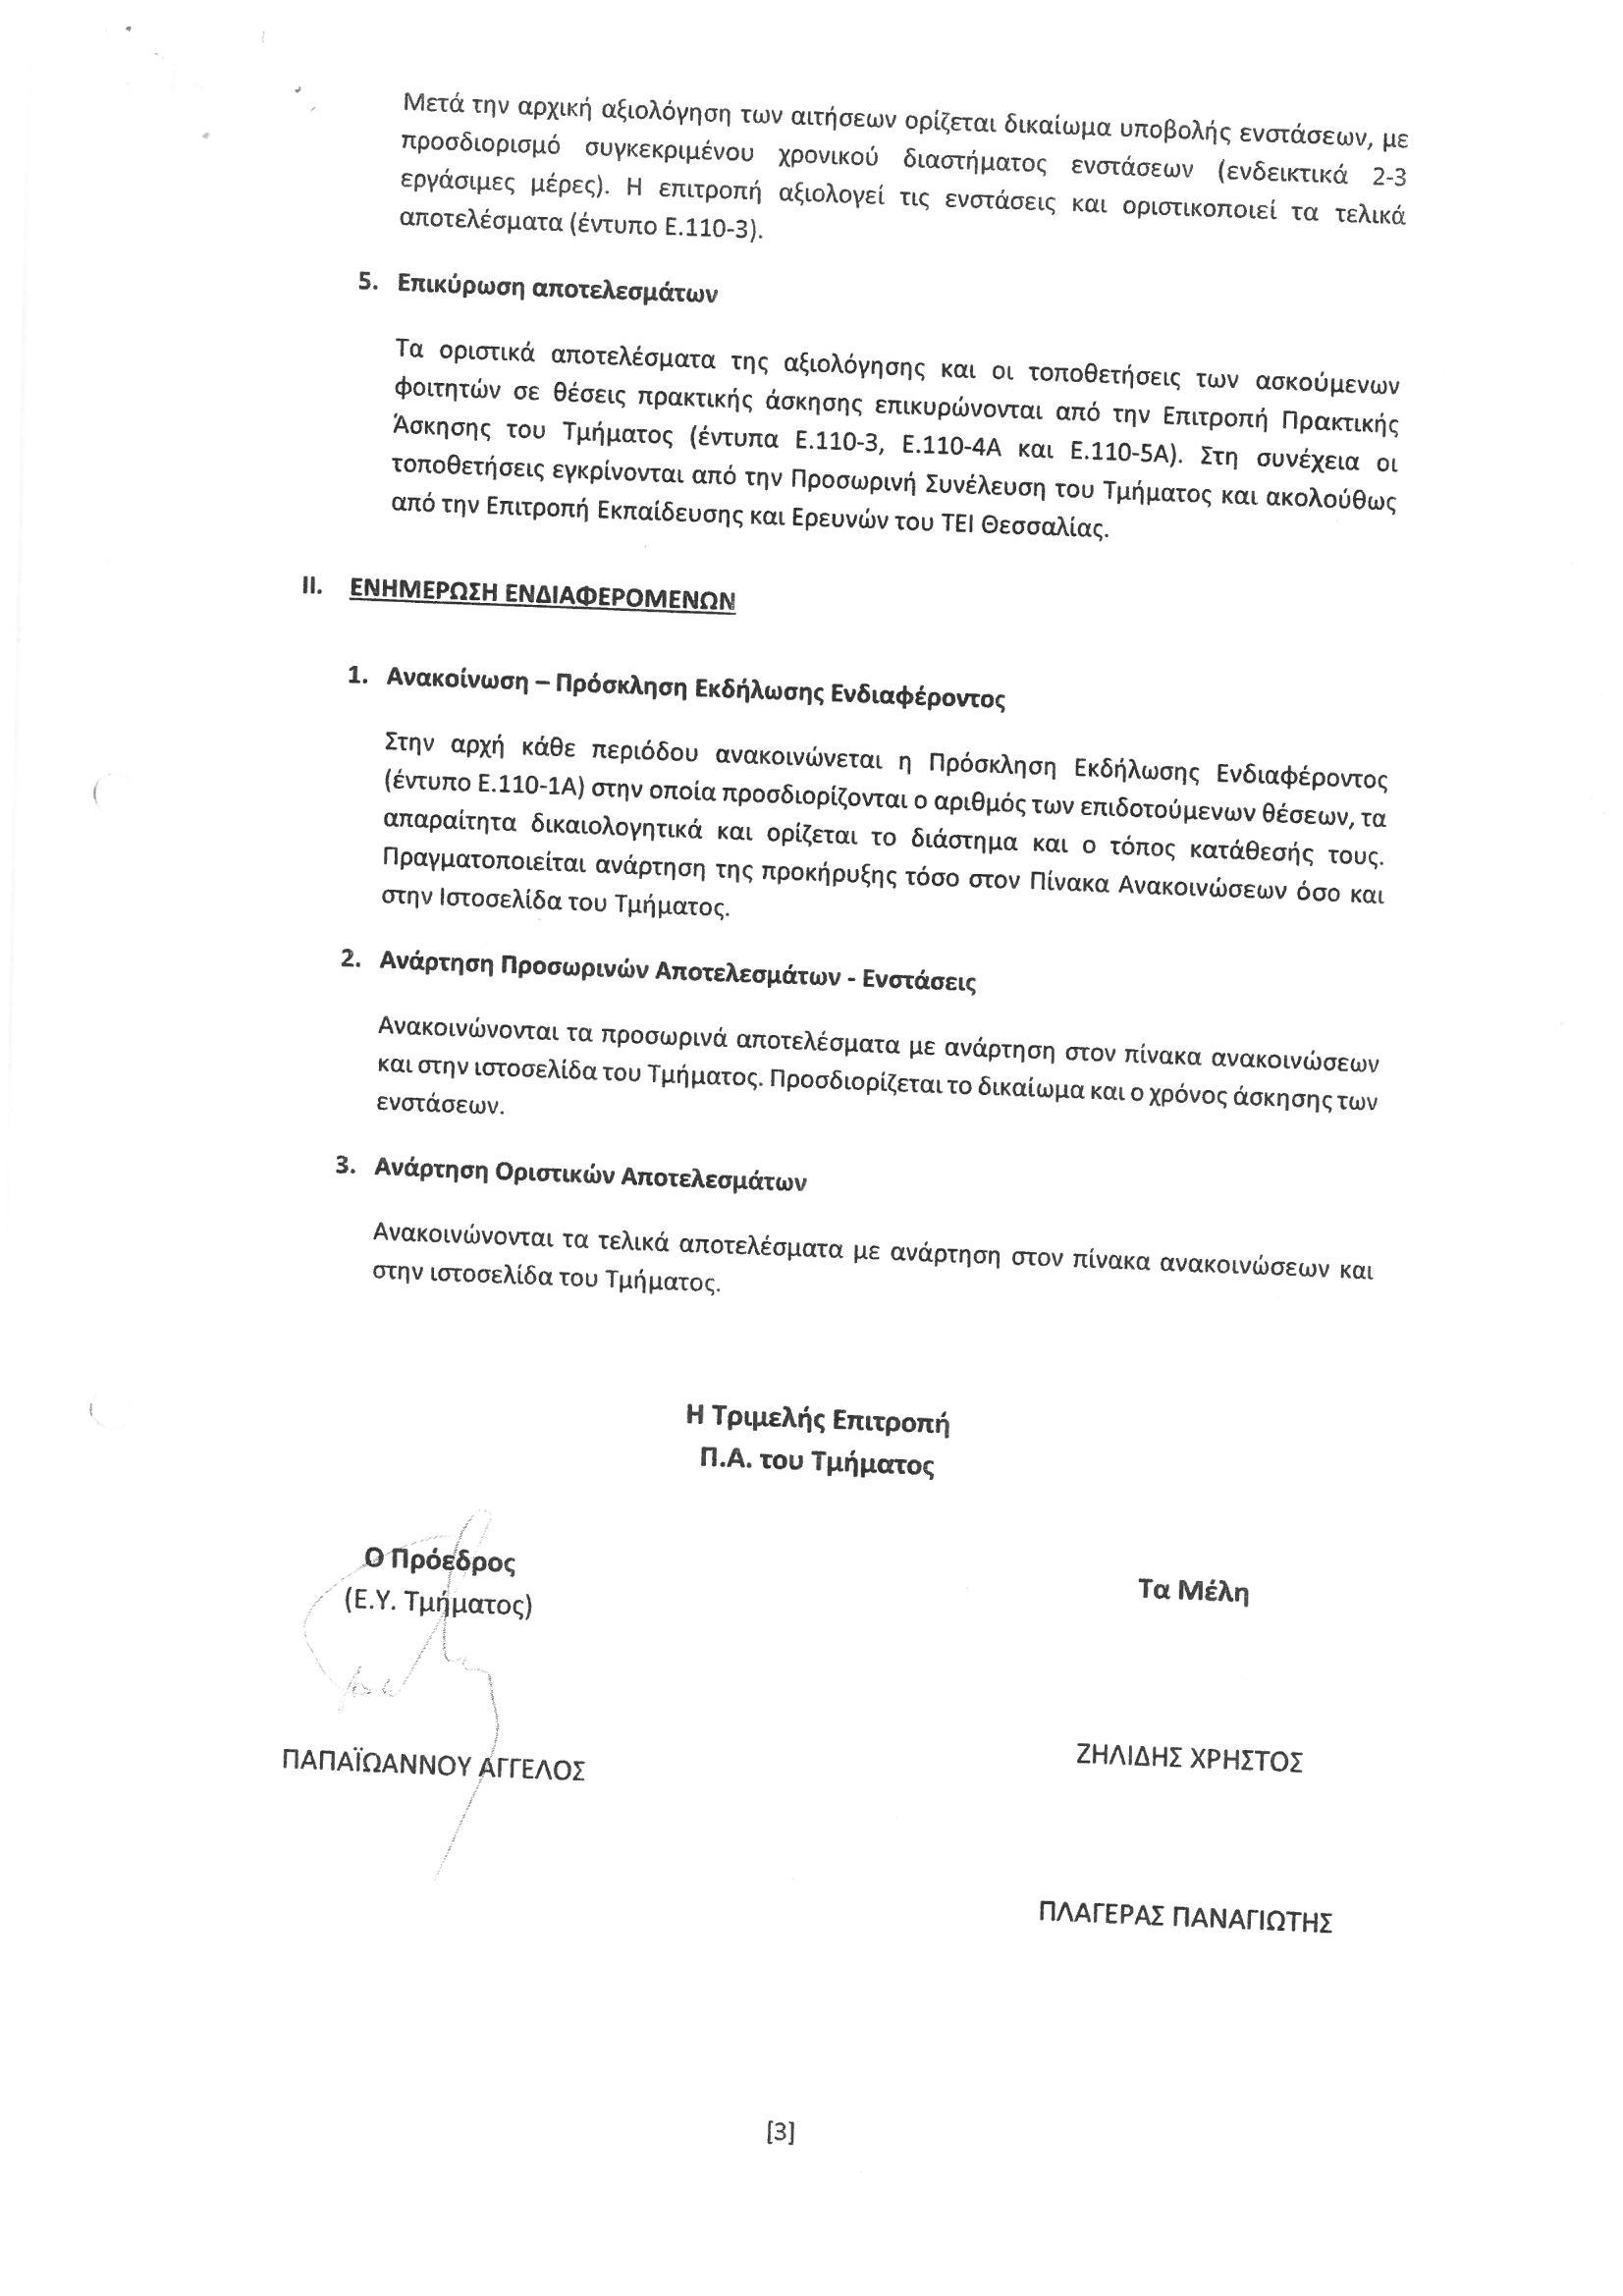 Μετά την αρχική αξιολόγηση των αιτήσεων ορίζεται δικαίωμα υποβολής ενστάσεων, με
προσδιορισμό συγκεκριμένου χρονικού διαστήματος ενστάσεων (ενδεικτικά 2-3
εργάσιμες μέρες). Η επιτροπή αξιολογεί τις ενστάσεις και οριστικοποιεί τα τελικά
αποτελέσματα (έντυπο Ε.110-3).
5. Επικύρωση αποτελεσμάτων
Τα οριστικά αποτελέσματα της αξιολόγησης και οι τοποθετήσεις των ασκούμενων
φοιτητών σε θέσεις πρακτικής άσκησης επικυρώνονται από την Επιτροπή Πρακτικής
Άσκησης του Τμήματος (έντυπα Ε.110-3, Ε.110-4Α και Ε.110-5Α). Στη συνέχεια οι
τοποθετήσεις εγκρίνονται από την Προσωρινή Συνέλευση του Τμήματος και ακολούθως
από την Επιτροπή Εκπαίδευσης και Ερευνών του ΤΕΙ Θεσσαλίας.
II. ΕΝΗΜΕΡΩΣΗ ΕΝΔΙΑΦΕΡΟΜΕΝΩΝ
1. Ανακοίνωση – Πρόσκληση Εκδήλωσης Ενδιαφέροντος
Στην αρχή κάθε περιόδου ανακοινώνεται η Πρόσκληση Εκδήλωσης Ενδιαφέροντος
(έντυπο Ε.110-1Α) στην οποία προσδιορίζονται ο αριθμός των επιδοτούμενων θέσεων, τα
απαραίτητα δικαιολογητικά και ορίζεται το διάστημα και ο τόπος κατάθεσής τους.
Πραγματοποιείται ανάρτηση της προκήρυξης τόσο στον Πίνακα Ανακοινώσεων όσο και
στην Ιστοσελίδα του Τμήματος.
2. Ανάρτηση Προσωρινών Αποτελεσμάτων - Ενστάσεις
Ανακοινώνονται τα προσωρινά αποτελέσματα με ανάρτηση στον πίνακα ανακοινώσεων
και στην ιστοσελίδα του Τμήματος. Προσδιορίζεται το δικαίωμα και ο χρόνος άσκησης των
ενστάσεων.
3. Ανάρτηση Οριστικών Αποτελεσμάτων
Ανακοινώνονται τα τελικά αποτελέσματα με ανάρτηση στον πίνακα ανακοινώσεων και
στην ιστοσελίδα του Τμήματος.
Η Τριμελής Επιτροπή
Π.Α. του Τμήματος
Ο Πρόεδρος
(Ε.Υ. Τμήματος)
Τα Μέλη
ΠΑΠΑΪΩΑΝΝΟΥ ΑΓΓΕΛΟΣ
ΖΗΛΙΔΗΣ ΧΡΗΣΤΟΣ
ΠΛΑΓΕΡΑΣ ΠΑΝΑΓΙΩΤΗΣ
[3]